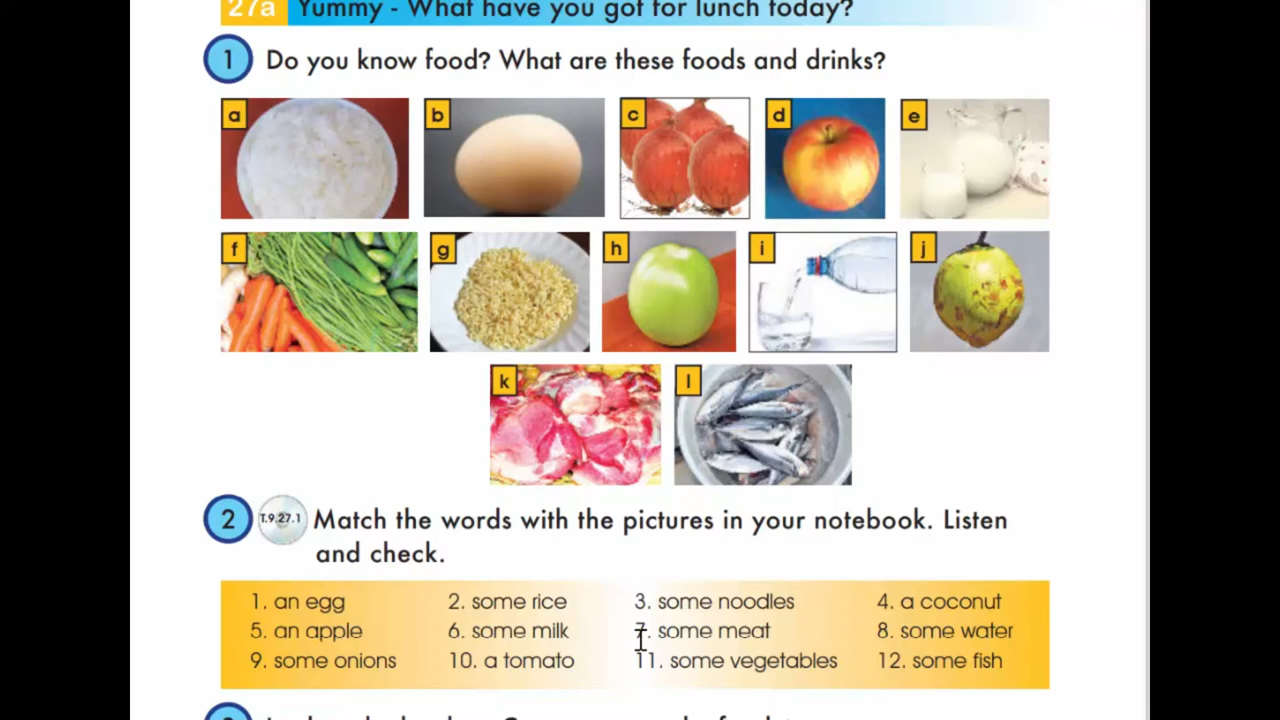 27a Yummy - What have you got for lunch today?
1 Do you know food? What are these foods and drinks?
a b c d e
f g h i j
k l
2 T.9.27.1 Match the words with the pictures in your notebook. Listen
and check.
1. an egg 2. some rice 3. some noodles 4. a coconut
5. an apple 6. some milk 7. some meat 8. some water
9. some onions 10. a tomato 11. some vegetables 12. some fish